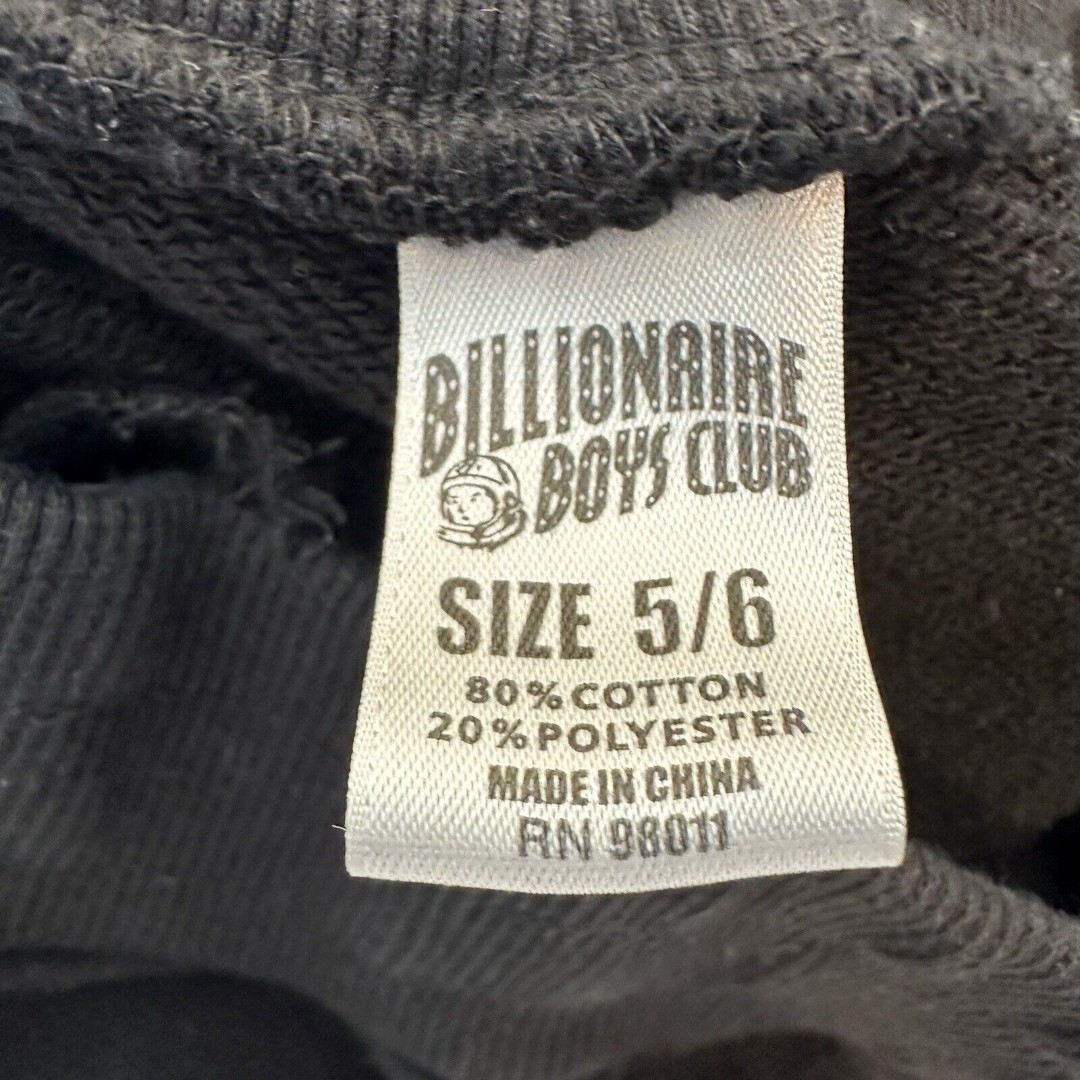 BILLIONAIRE
BOYS CLUB
SIZE 5/6
80%COTTON
20%POLYESTER
MADE IN CHINA
RN 98011